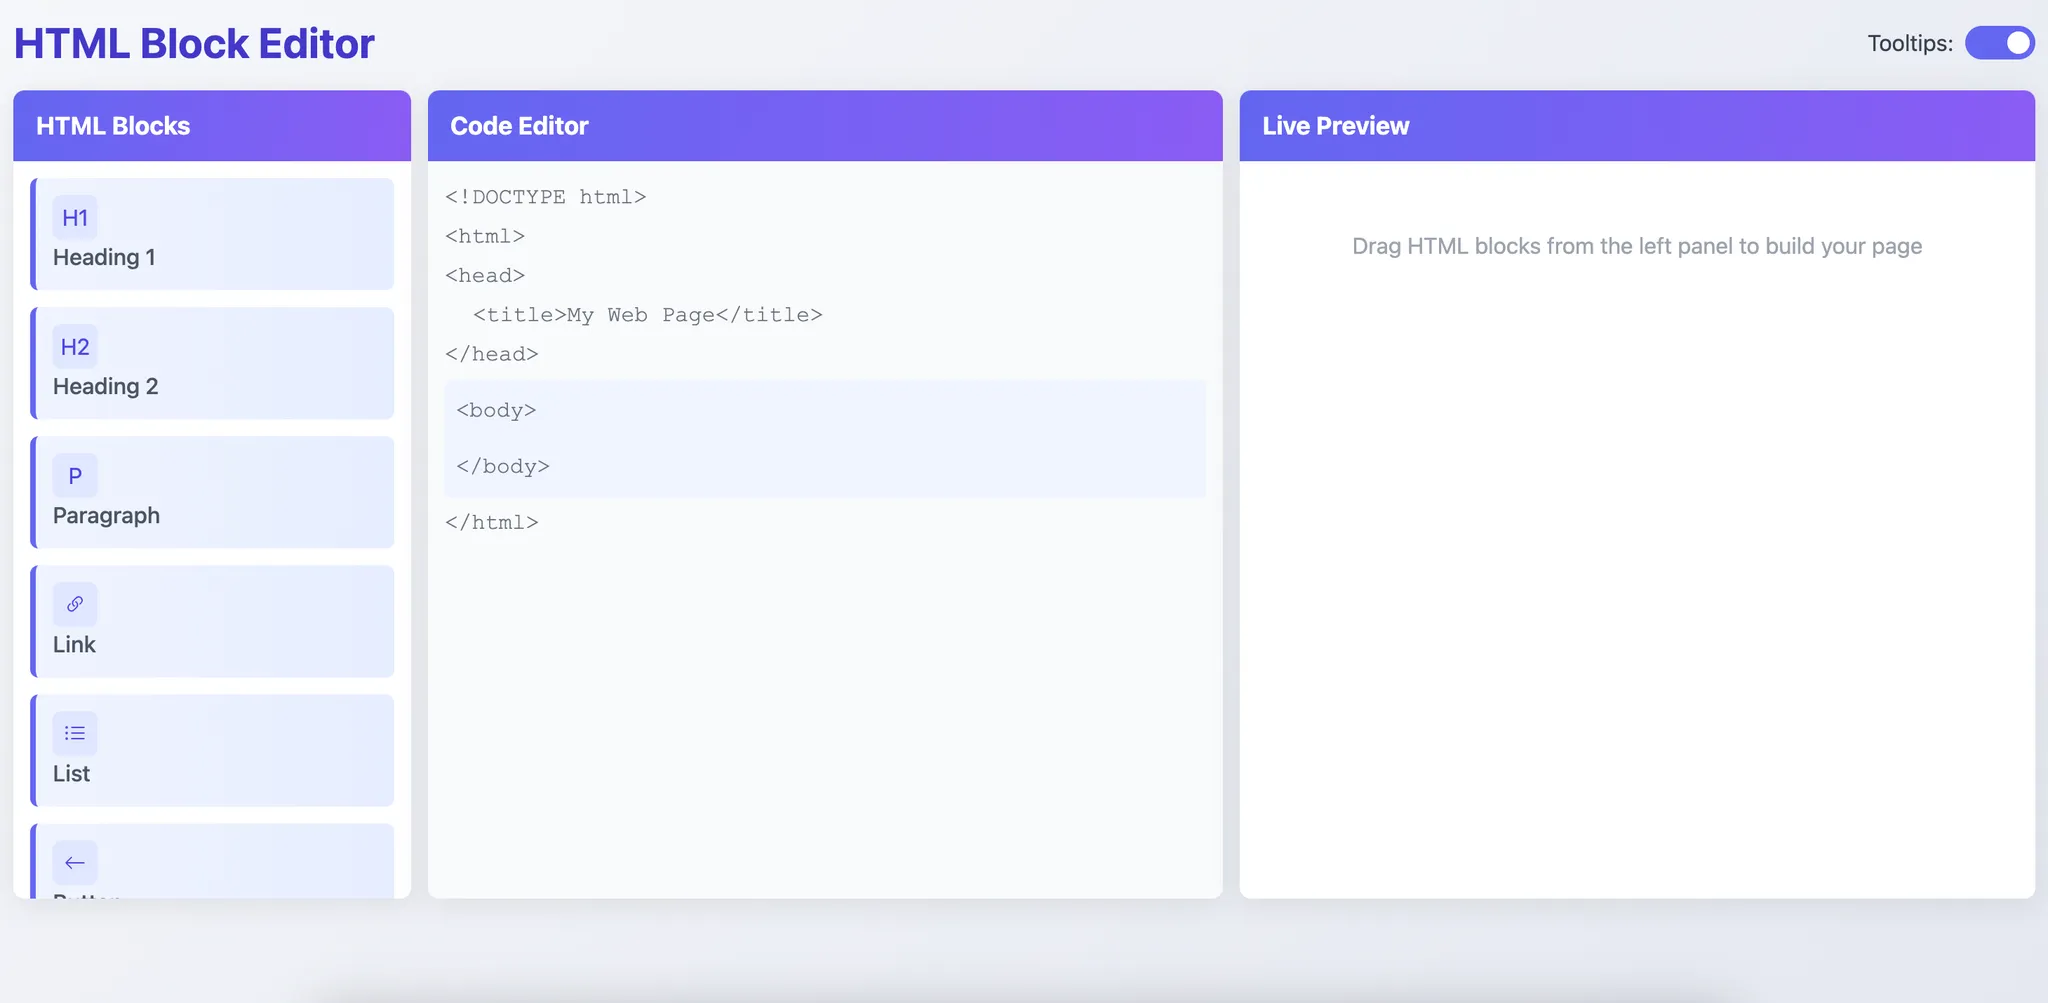 HTML Block Editor
Tooltips:
HTML Blocks
H1
Heading 1
H2
Heading 2
P
Paragraph
Link
List
Code Editor
<!DOCTYPE html>
<html>
<head>
<title>My Web Page</title>
</head>
<body>
</body>
</html>
Live Preview
Drag HTML blocks from the left panel to build your page